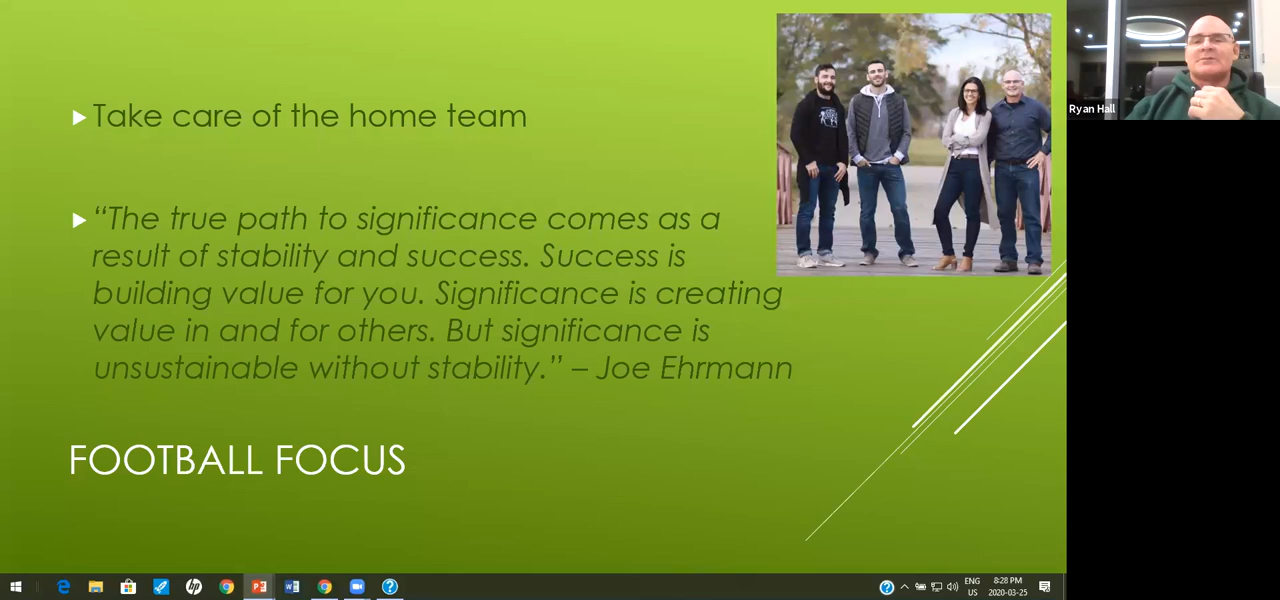 Take care of the home team
“The true path to significance comes as a
result of stability and success. Success is
building value for you. Significance is creating
value in and for others. But significance is
unsustainable without stability.” – Joe Ehrmann
FOOTBALL FOCUS
Ryan Hall
ENG
US
8:28 PM
2020-03-25